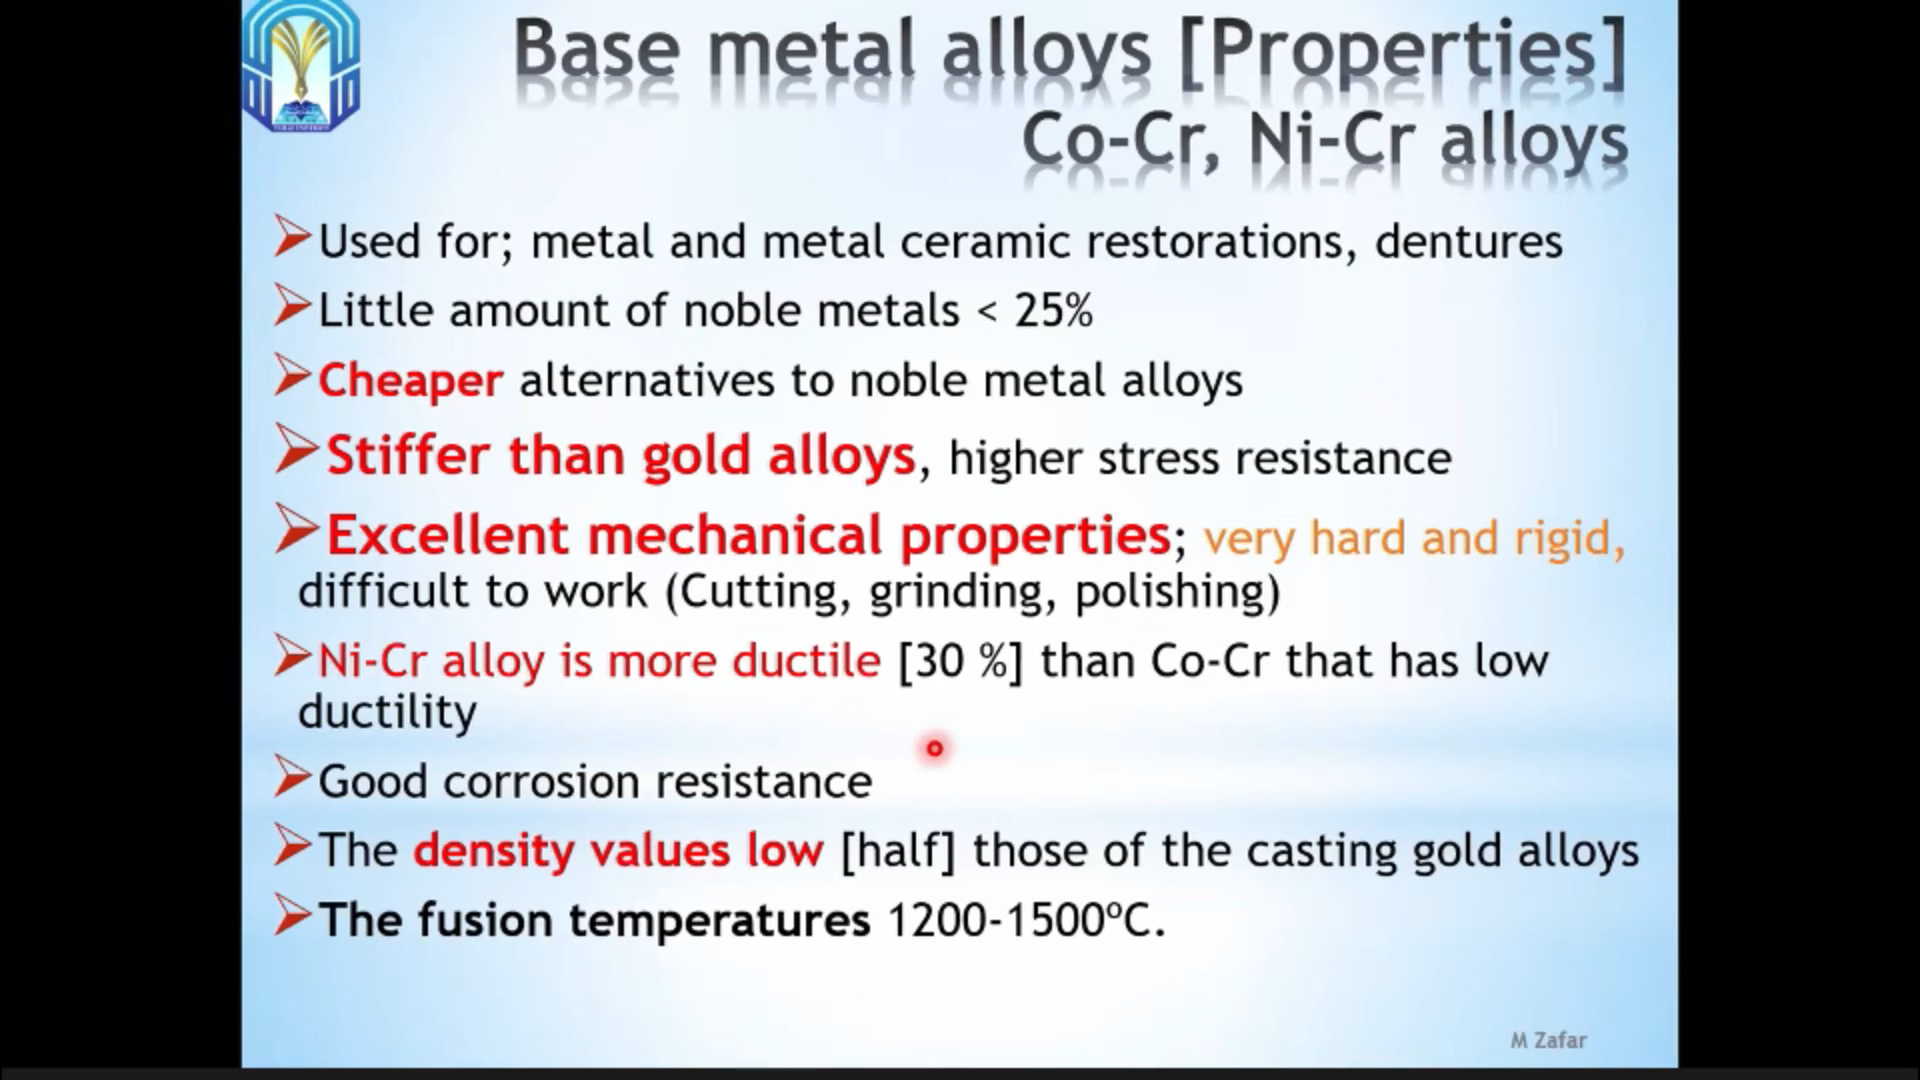 Base metal alloys [Properties]
Co-Cr, Ni-Cr alloys
Used for; metal and metal ceramic restorations, dentures
Little amount of noble metals < 25%
Cheaper alternatives to noble metal alloys
Stiffer than gold alloys, higher stress resistance
Excellent mechanical properties; very hard and rigid,
difficult to work (Cutting, grinding, polishing)
Ni-Cr alloy is more ductile [30 %] than Co-Cr that has low
ductility
Good corrosion resistance
The density values low [half] those of the casting gold alloys
The fusion temperatures 1200-1500ºC.
M Zafar